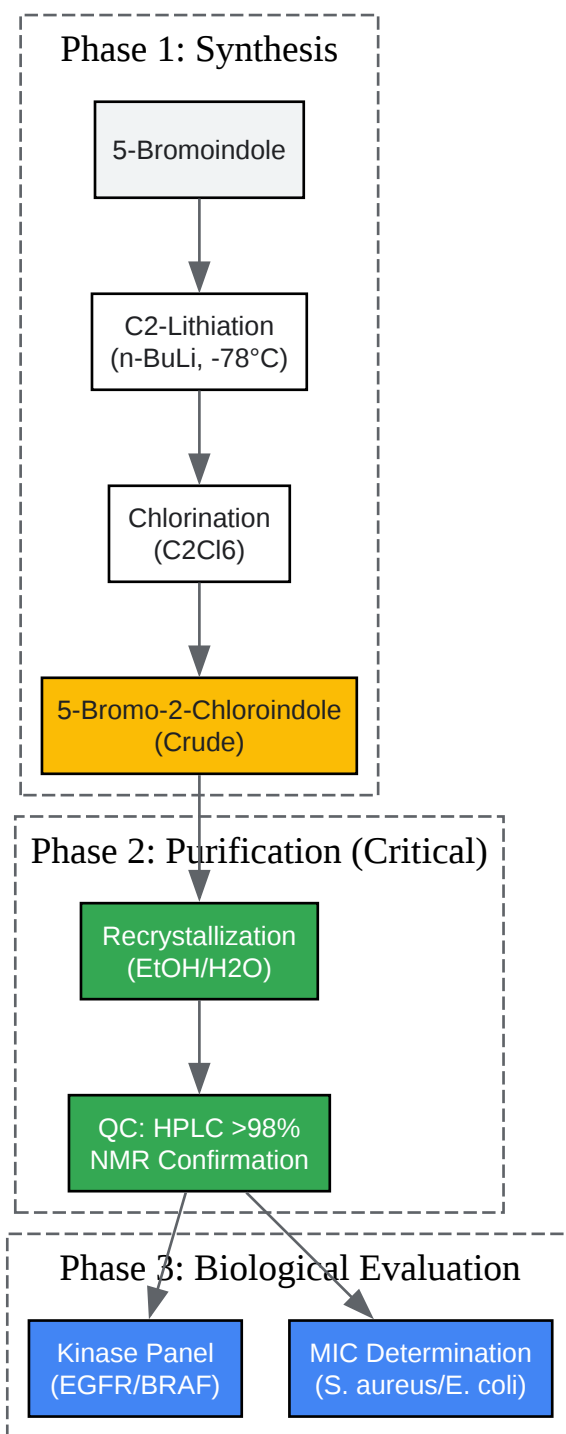 Phase 1: Synthesis
5-Bromoindole
C2-Lithiation
(n-BuLi, -78°C)
Chlorination
(C2Cl6)
5-Bromo-2-Chloroindole
(Crude)
Phase 2: Purification (Critical)
Recrystallization
(EtOH/H2O)
QC: HPLC >98%
NMR Confirmation
Phase 3: Biological Evaluation
Kinase Panel
(EGFR/BRAF)
MIC Determination
(S. aureus/E. coli)